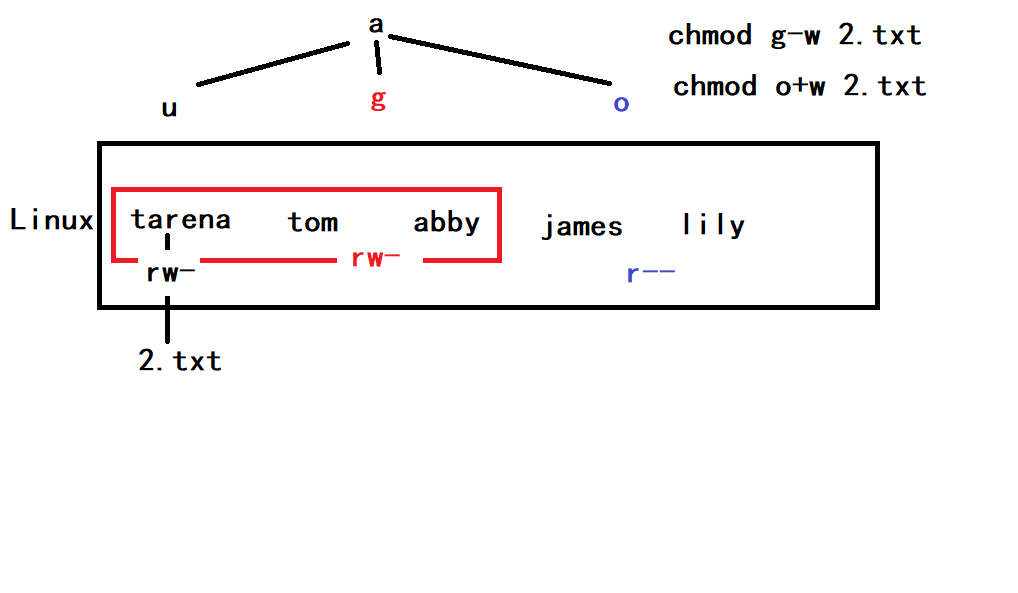 a
chmod g-w 2.txt
chmod o+w 2.txt
u g o
Linux tarena tom abby james lily
rw- rw- r--
2.txt